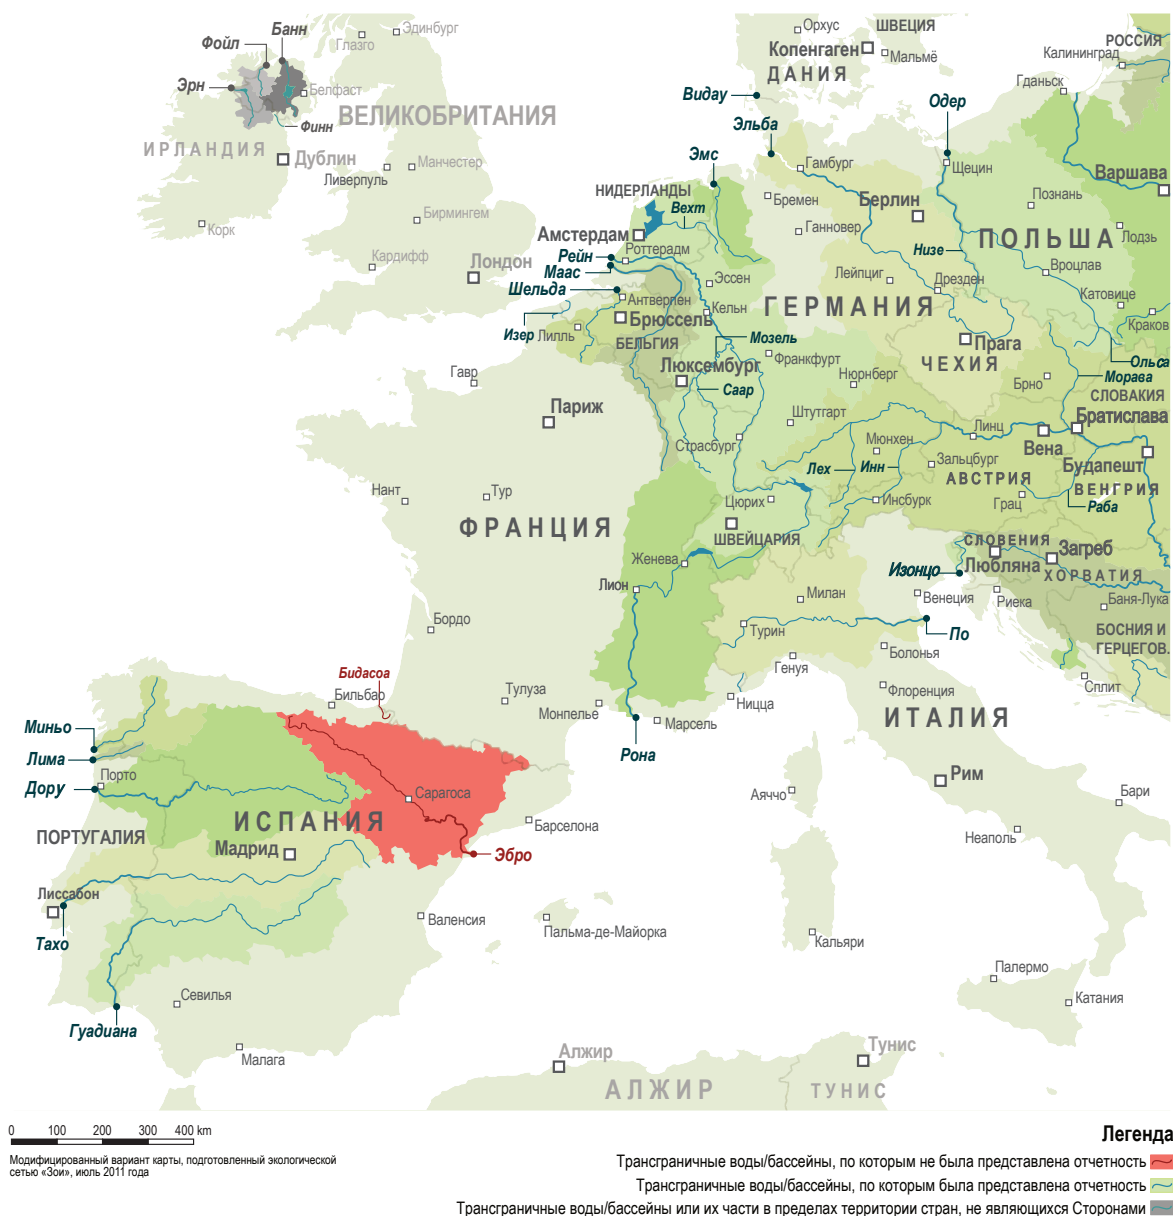 Орхус
ШВЕЦИЯ
Эдинбург
Банн
Фойл
Глазго
Копенгаген
Мальмё
РОССИЯ
Калининград
ДАНИЯ
Гданьск
Эрн
Белфаст
Финн
ВЕЛИКОБРИТАНИЯ
Видау
Одер
Эльба
ИРЛАНДИЯ
Дублин
Манчестер
Ливерпуль
Эмс
Гамбург
Щецин
Варшава
НИДЕРЛАНДЫ
Бремен
Берлин
Познань
Вехт
Корк
Бирмингем
Амстердам
Ганновер
ПОЛЬША
Лодзь
Роттерадм
Низе
Кардифф
Лондон
Рейн
Маас
Эссен
Лейпциг
Вроцлав
Шельда
Дрезден
Антверпен
ГЕРМАНИЯ
Катовице
Кельн
Брюссель
Краков
Изер
Лилль
БЕЛЬГИЯ
Мозель
Прага
Франкфурт
Люксембург
ЧЕХИЯ
Ольса
Гавр
Нюрнберг
Морава
Саар
Брно
СЛОВАКИЯ
Париж
Штутгарт
Братислава
Линц
Страсбург
Мюнхен
Вена
Зальцбург
Лех
Инн
Будапешт
АВСТРИЯ
Нант
Тур
Цюрих
Инсбурк
Грац
ВЕНГРИЯ
Раба
ФРАНЦИЯ
ШВЕЙЦАРИЯ
СЛОВЕНИЯ
Загреб
Женева
Изонцо
Любляна
ХОРВАТИЯ
Лион
Милан
Венеция
Риека
Баня-Лука
Бордо
Турин
По
БОСНИЯ И
ГЕРЦЕГОВ.
Болонья
Генуя
Бидасоа
Бильбао
Тулуза
Флоренция
Сплит
Монпелье
Ницца
Миньо
Марсель
ИТАЛИЯ
Лима
Рона
Порто
Дору
Сарагоса
Рим
Аяччо
Бари
ИСПАНИЯ
Барселона
ПОРТУГАЛИЯ
Неаполь
Мадрид
Эбро
Лиссабон
Валенсия
Пальма-де-Майорка
Кальяри
Тахо
Палермо
Севилья
Катания
Гуадиана
Алжир
Тунис
Малага
АЛЖИР
ТУНИС
0 100 200 300 400 km
Модифицированный вариант карты, подготовленный экологической
сетью «Зои», июль 2011 года
Легенда
Трансграничные воды/бассейны, по которым не была представлена отчетность
Трансграничные воды/бассейны, по которым была представлена отчетность
Трансграничные воды/бассейны или их части в пределах территории стран, не являющихся Сторонами